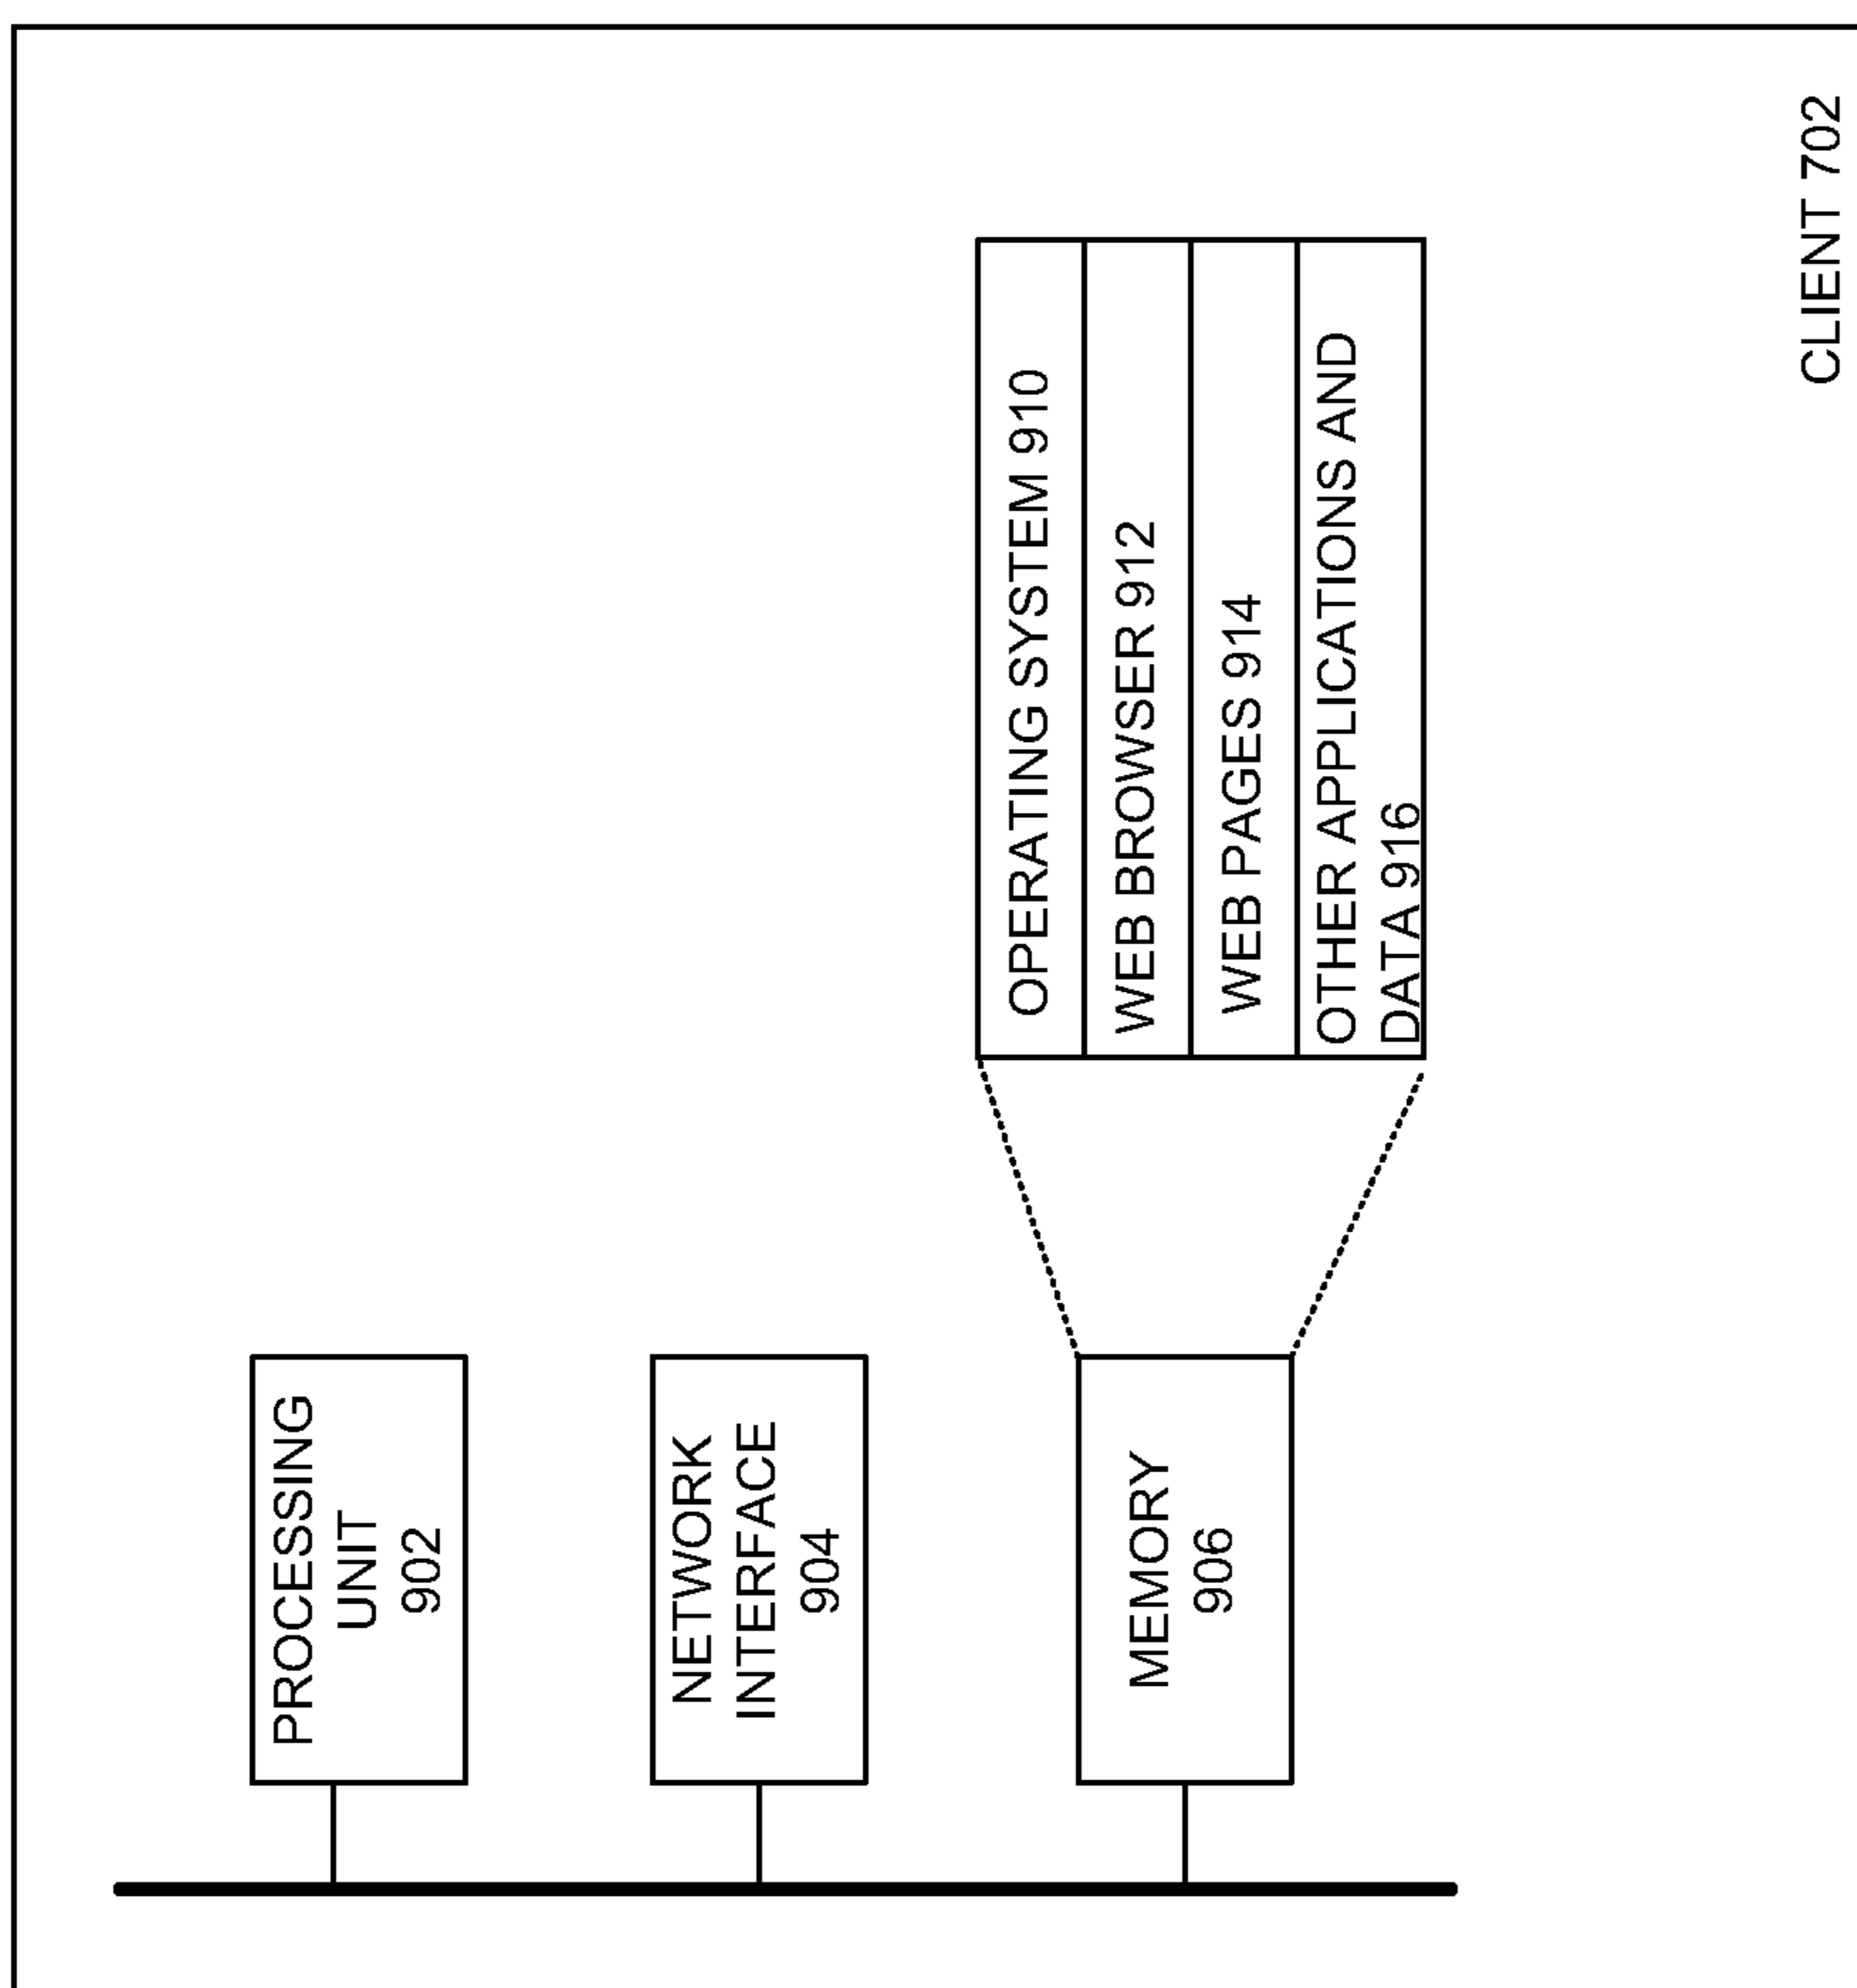 PROCESSING
UNIT
902
NETWORK
INTERFACE
904
MEMORY
906
OPERATING SYSTEM 910
WEB BROWSER 912
WEB PAGES 914
OTHER APPLICATIONS AND
DATA 916
CLIENT 702